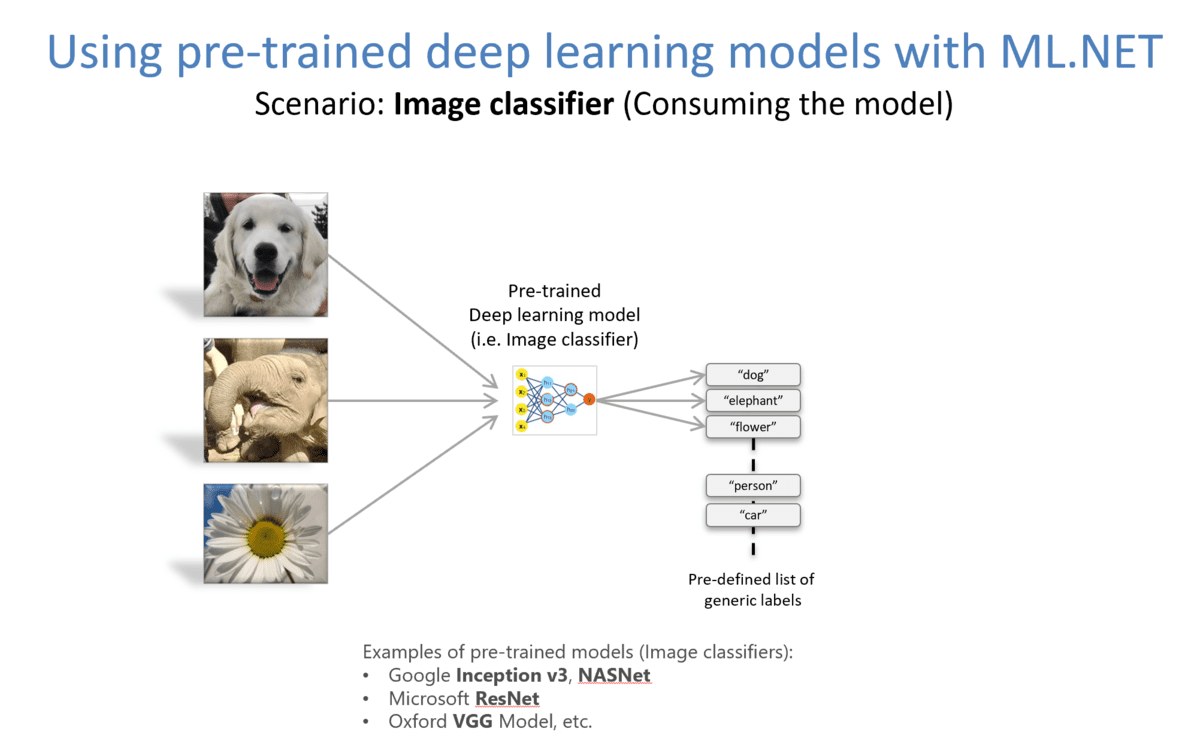 Using pre-trained deep learning models with ML.NET
Scenario: Image classifier (Consuming the model)
Pre-trained
Deep learning model
(i.e. Image classifier)
"dog"
"elephant"
"flower"
"person"
"car"
Pre-defined list of
generic labels
Examples of pre-trained models (Image classifiers):
• Google Inception v3, NASNet
• Microsoft ResNet
• Oxford VGG Model, etc.